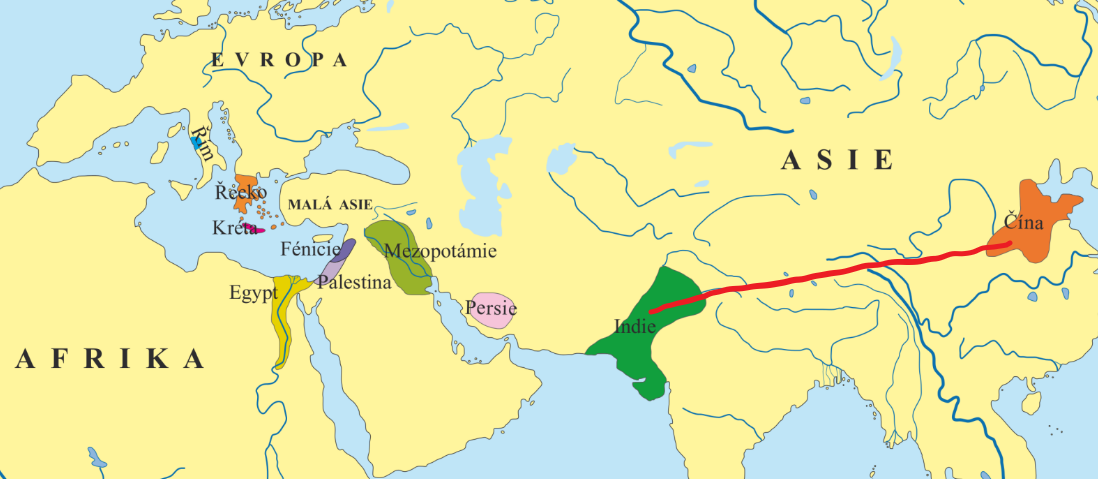 EVROPA
Řím
ASIE
Řecko
MALÁ ASIE
Kréta
Čína
Fénicie
Mezopotámie
Palestina
Egypt
Persie
Indie
AFRIKA